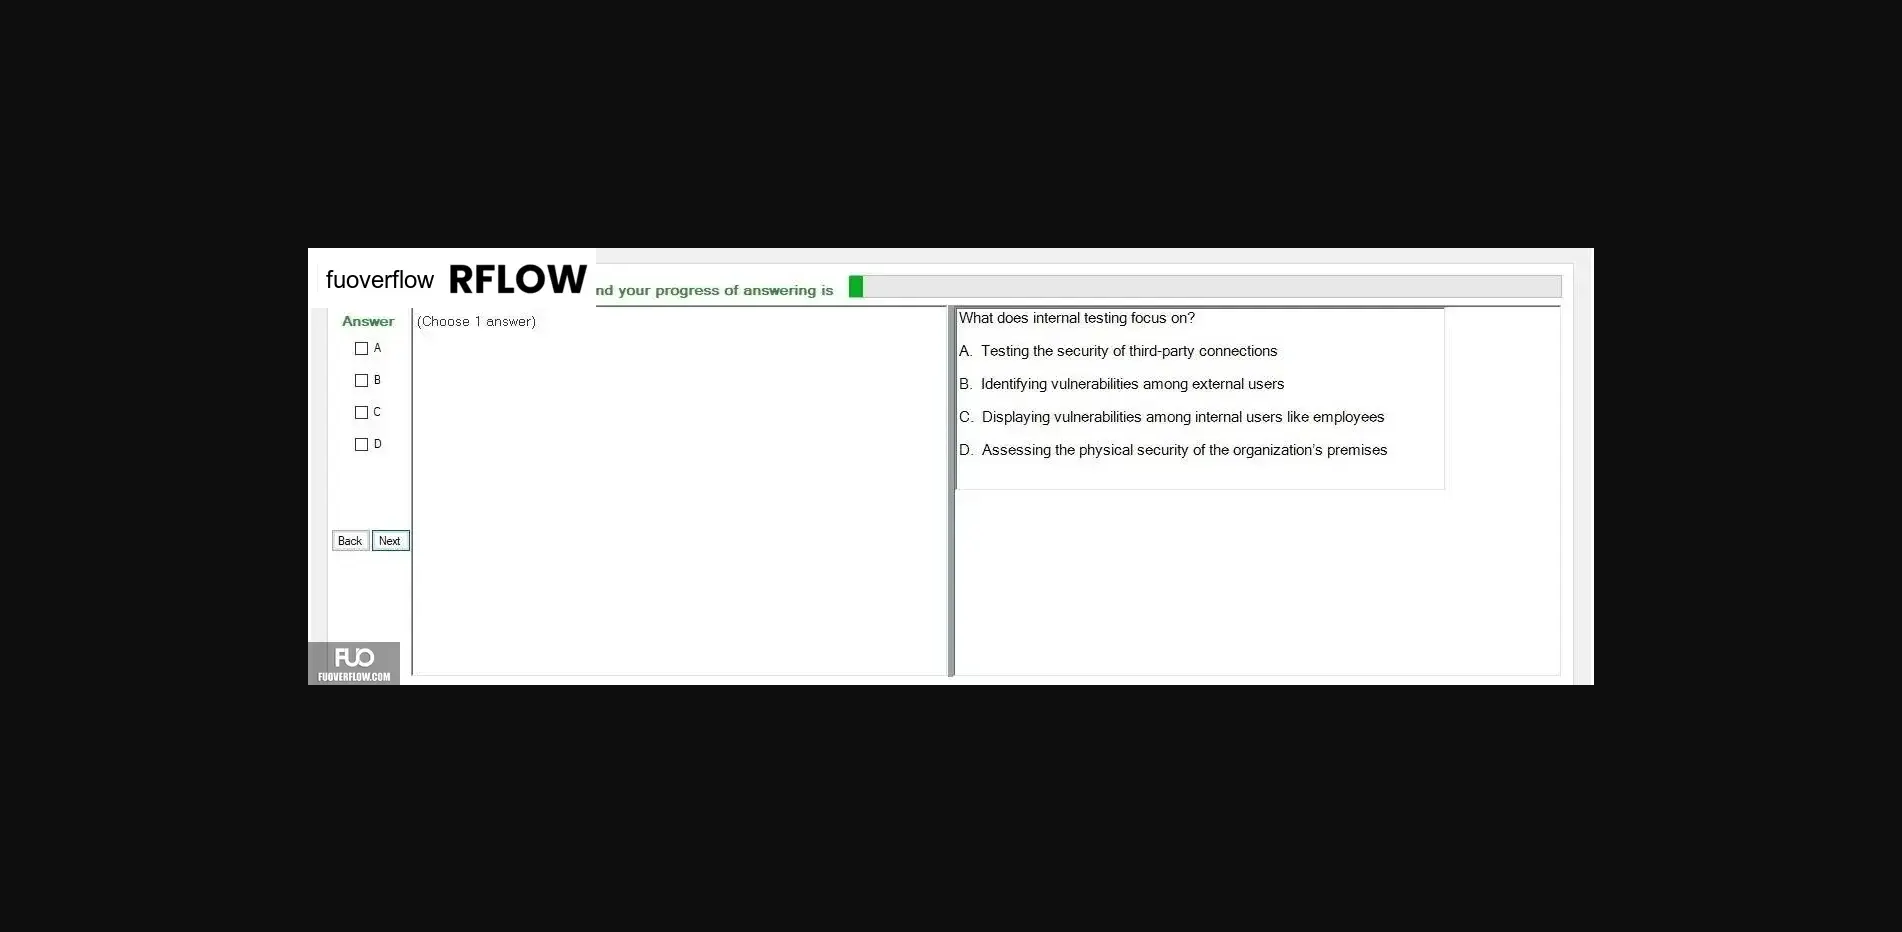 fuoverflow RFLOW
nd your progress of answering is
Answer
(Choose 1 answer)
A
B
C
D
Back Next
What does internal testing focus on?
A. Testing the security of third-party connections
B. Identifying vulnerabilities among external users
C. Displaying vulnerabilities among internal users like employees
D. Assessing the physical security of the organization's premises
FUO
FUOVERFLOW.COM